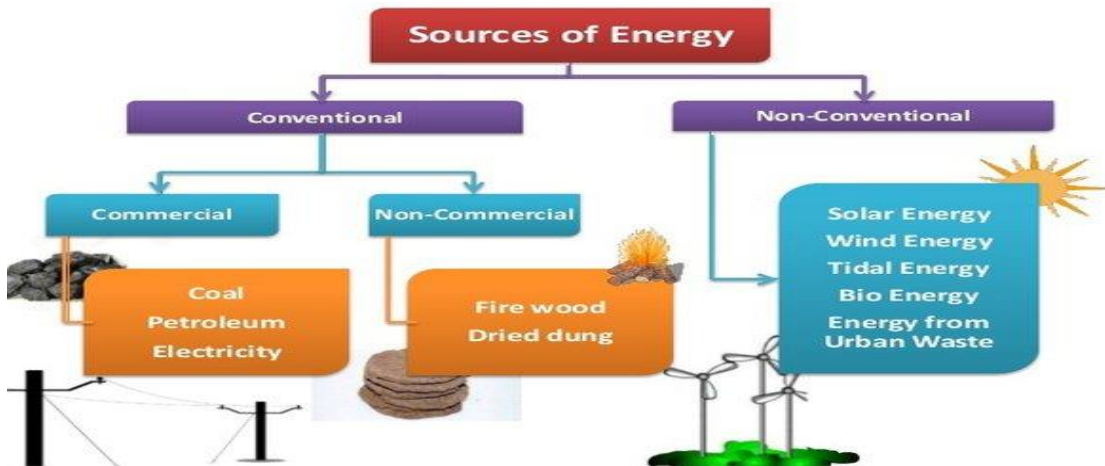 Sources of Energy
Conventional
Non-Conventional
Commercial
Non-Commercial
Coal
Petroleum
Electricity
Fire wood
Dried dung
Solar Energy
Wind Energy
Tidal Energy
Bio Energy
Energy from
Urban Waste